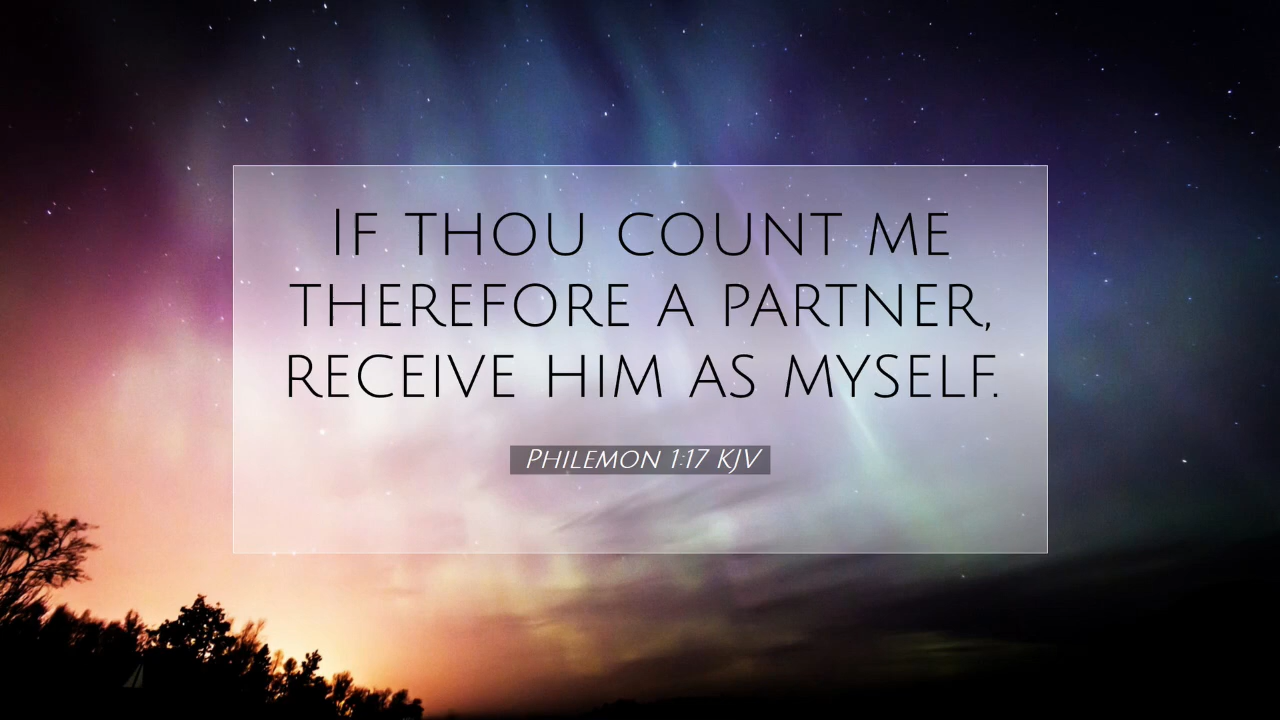 If thou count me
therefore a partner,
receive him as myself.
Philemon 1:17 KJV